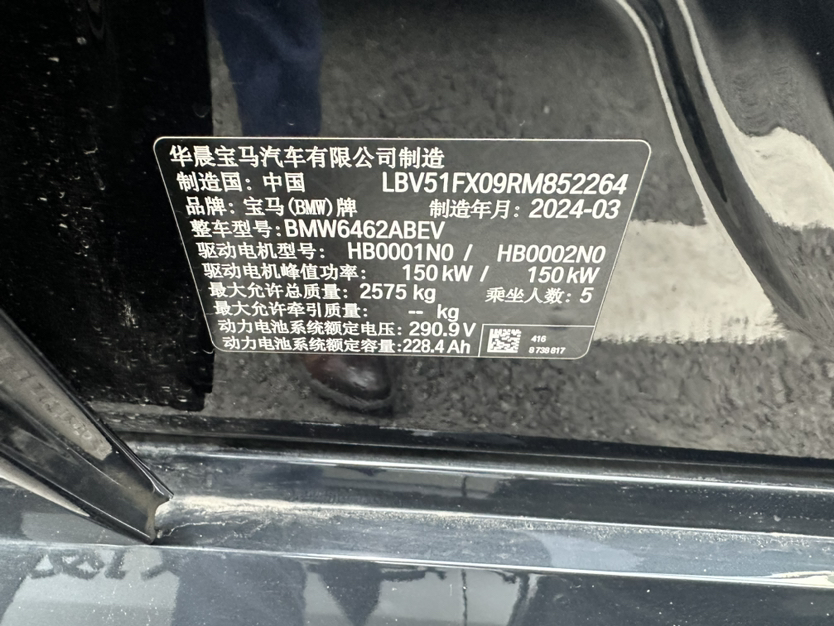 华晨宝马汽车有限公司制造
制造国: 中国 LBV51FX09RM852264
品牌: 宝马(BMW)牌 制造年月: 2024-03
整车型号:BMW6462ABEV
驱动电机型号: HB0001N0 / HB0002N0
驱动电机峰值功率: 150 kW / 150 kW
最大允许总质量: 2575 kg 乘坐人数: 5
最大允许牵引质量: -- kg
动力电池系统额定电压: 290.9 V
动力电池系统额定容量:228.4 Ah
416
8 738 817